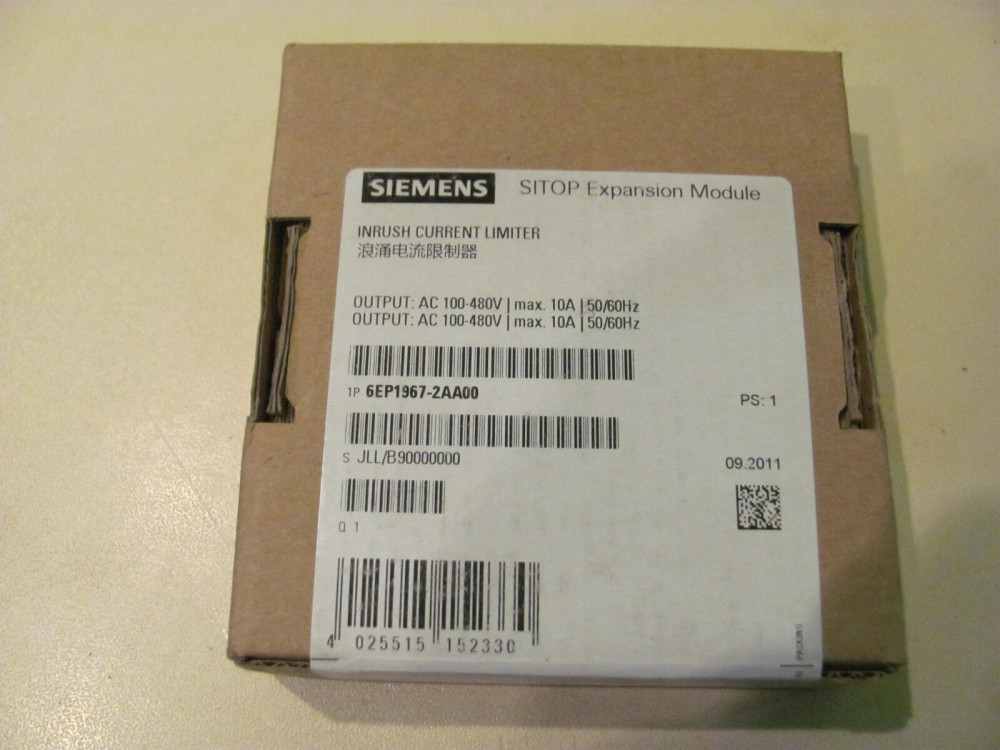 SIEMENS SITOP Expansion Module
INRUSH CURRENT LIMITER
浪涌电流限制器
OUTPUT: AC 100-480V | max. 10A | 50/60Hz
OUTPUT: AC 100-480V | max. 10A | 50/60Hz
1P 6EP1967-2AA00
PS: 1
S JLL/B90000000
09.2011
Q 1
4 025515 152330
PACKUNG